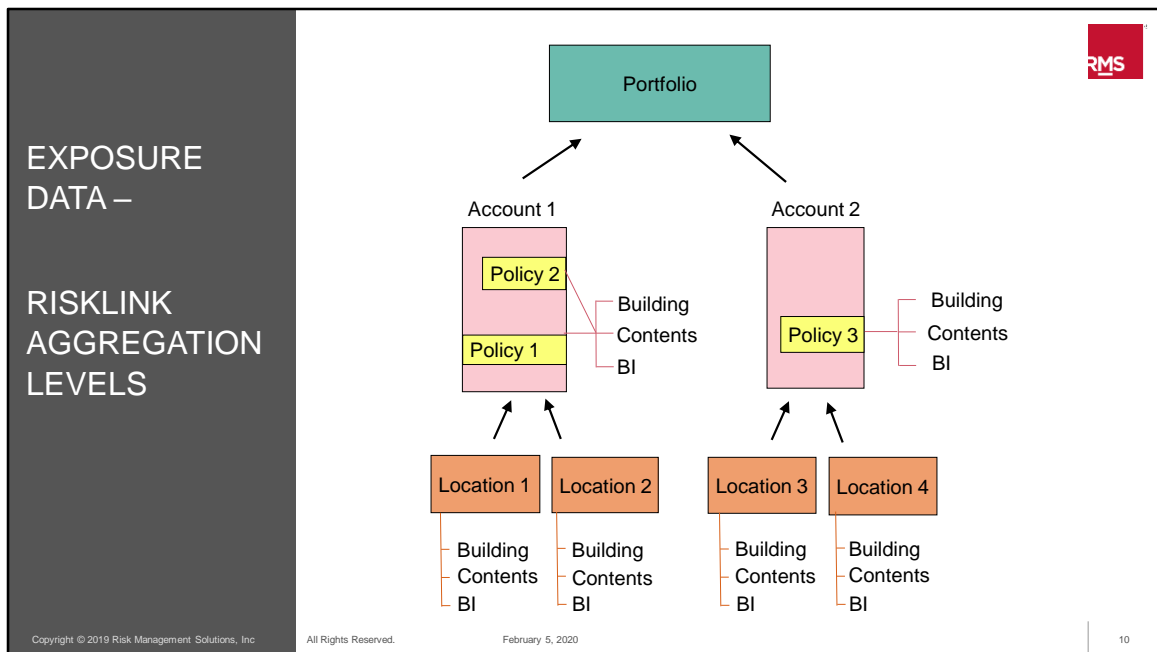 EXPOSURE
DATA –
RISKLINK
AGGREGATION
LEVELS
RMS
Portfolio
Account 1
Account 2
Policy 2
Policy 1
Building
Contents
BI
Policy 3
Building
Contents
BI
Location 1
Location 2
Location 3
Location 4
Building
Contents
BI
Building
Contents
BI
Building
Contents
BI
Building
Contents
BI
Copyright © 2019 Risk Management Solutions, Inc
All Rights Reserved.
February 5, 2020
10